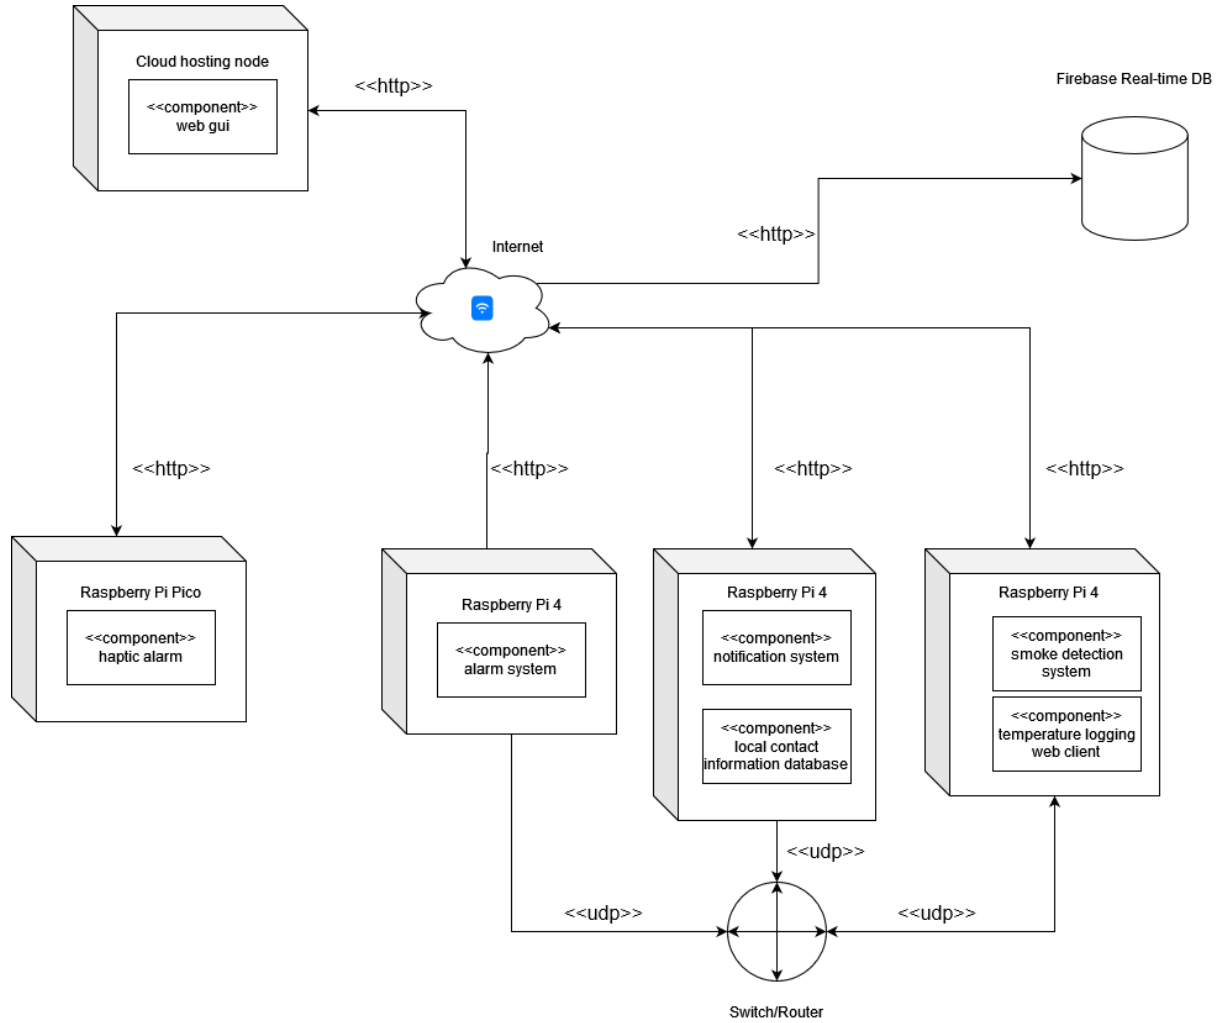 Cloud hosting node
<<component>>
web gui
<<http>>
Firebase Real-time DB
<<http>>
Internet
<<http>>
<<http>>
<<http>>
<<http>>
Raspberry Pi Pico
<<component>>
haptic alarm
Raspberry Pi 4
<<component>>
alarm system
Raspberry Pi 4
<<component>>
notification system
<<component>>
local contact
information database
Raspberry Pi 4
<<component>>
smoke detection
system
<<component>>
temperature logging
web client
<<udp>>
<<udp>>
<<udp>>
Switch/Router